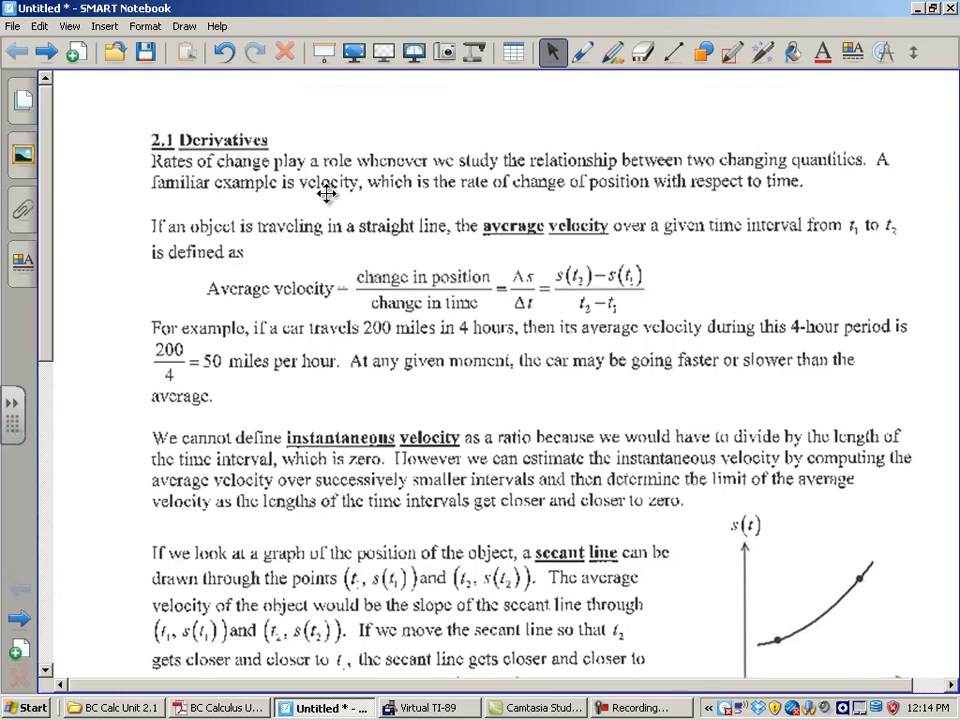 Untitled * - SMART Notebook
File Edit View Insert Format Draw Help
2.1 Derivatives
Rates of change play a role whenever we study the relationship between two changing quantities. A
familiar example is velocity, which is the rate of change of position with respect to time.
If an object is traveling in a straight line, the average velocity over a given time interval from t₁ to t₂
is defined as
Average velocity = change in position / change in time = Δs / Δt = s(t₂) − s(t₁) / t₂ − t₁
For example, if a car travels 200 miles in 4 hours, then its average velocity during this 4-hour period is
200/4 = 50 miles per hour. At any given moment, the car may be going faster or slower than the
average.
We cannot define instantaneous velocity as a ratio because we would have to divide by the length of
the time interval, which is zero. However we can estimate the instantaneous velocity by computing the
average velocity over successively smaller intervals and then determine the limit of the average
velocity as the lengths of the time intervals get closer and closer to zero.
s(t)
If we look at a graph of the position of the object, a secant line can be
drawn through the points (t₁, s(t₁)) and (t₂, s(t₂)). The average
velocity of the object would be the slope of the secant line through
(t₁, s(t₁)) and (t₂, s(t₂)). If we move the secant line so that t₂
gets closer and closer to t₁, the secant line gets closer and closer to
Start BC Calc Unit 2.1 BC Calculus U... Untitled * - ... Virtual TI-89 Camtasia Stud... Recording... 12:14 PM